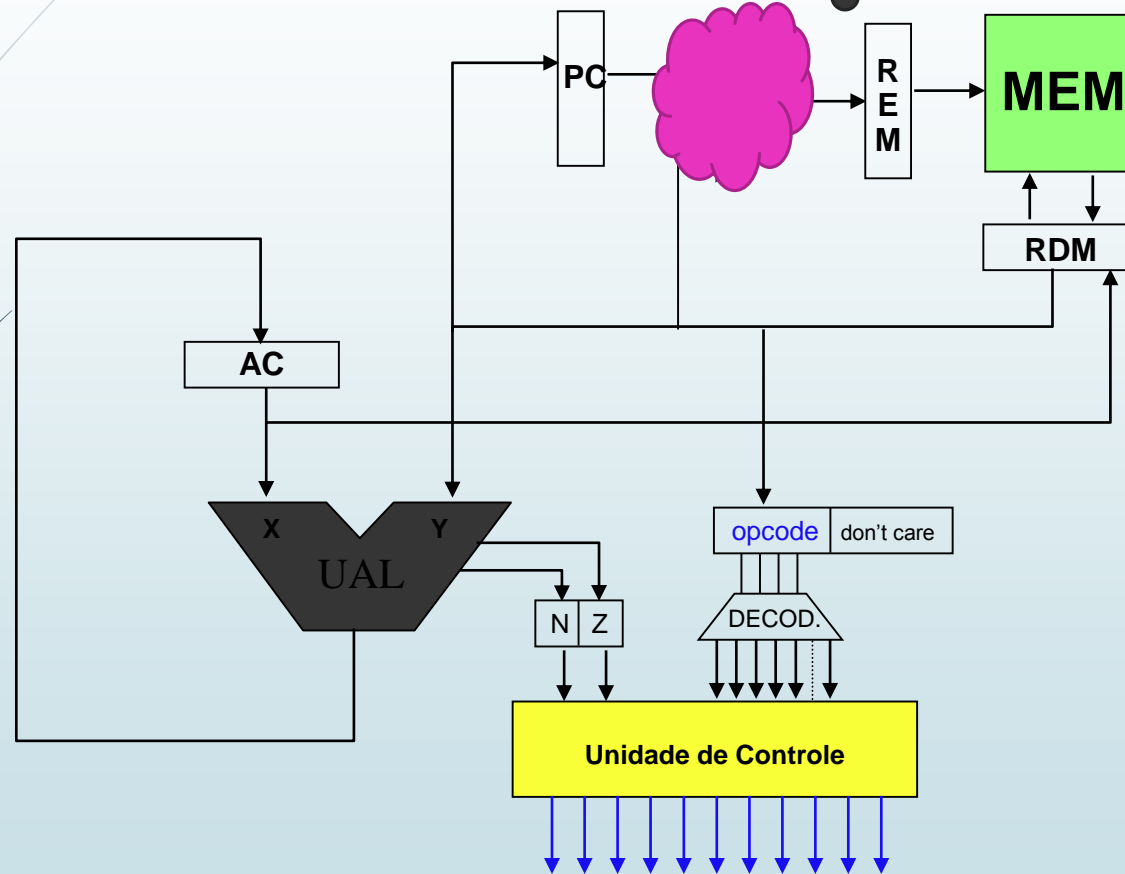 PC
R
E
M
MEM
RDM
AC
X
Y
UAL
opcode
don't care
N
Z
DECOD.
Unidade de Controle